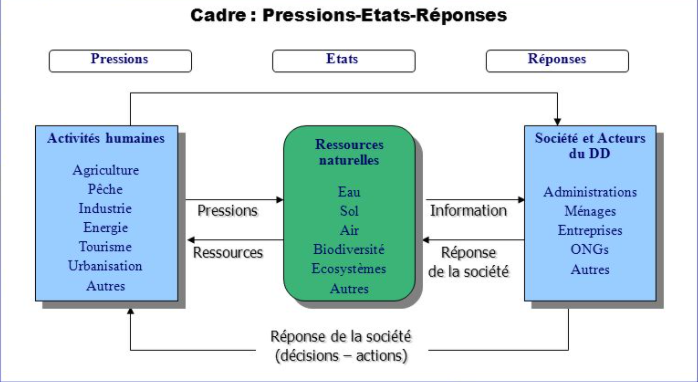 Cadre : Pressions-Etats-Réponses
Pressions
Etats
Réponses
Activités humaines
Agriculture
Pêche
Industrie
Energie
Tourisme
Urbanisation
Autres
Pressions
Ressources
Ressources
naturelles
Eau
Sol
Air
Biodiversité
Ecosystèmes
Autres
Information
Réponse
de la société
Société et Acteurs
du DD
Administrations
Ménages
Entreprises
ONGs
Autres
Réponse de la société
(décisions – actions)